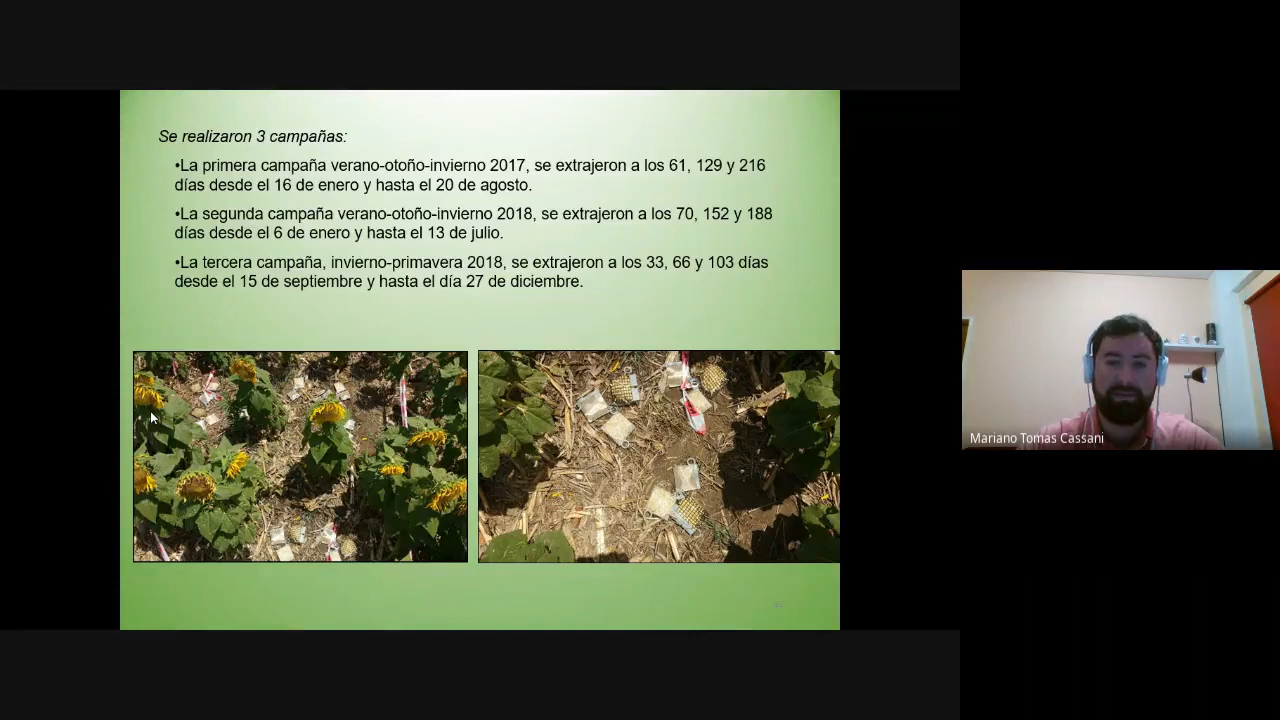 Se realizaron 3 campañas:
•La primera campaña verano-otoño-invierno 2017, se extrajeron a los 61, 129 y 216
días desde el 16 de enero y hasta el 20 de agosto.
•La segunda campaña verano-otoño-invierno 2018, se extrajeron a los 70, 152 y 188
días desde el 6 de enero y hasta el 13 de julio.
•La tercera campaña, invierno-primavera 2018, se extrajeron a los 33, 66 y 103 días
desde el 15 de septiembre y hasta el día 27 de diciembre.
Mariano Tomas Cassani